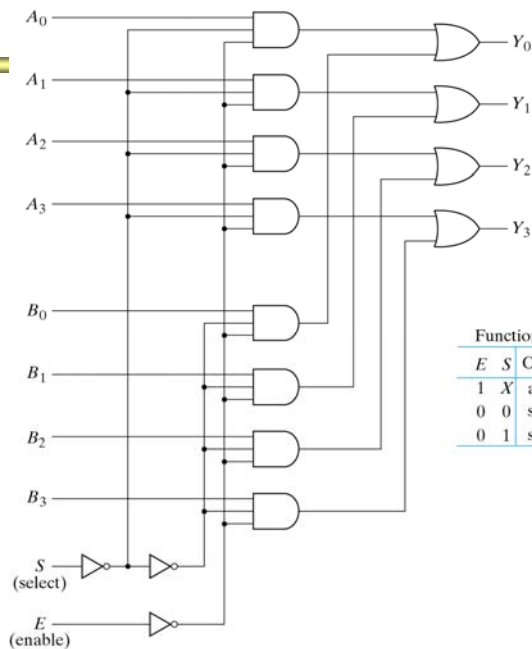 A0
Y0
A1
Y1
A2
Y2
A3
Y3
B0
B1
B2
B3
S
(select)
E
(enable)
E S
1 X
0 0
0 1